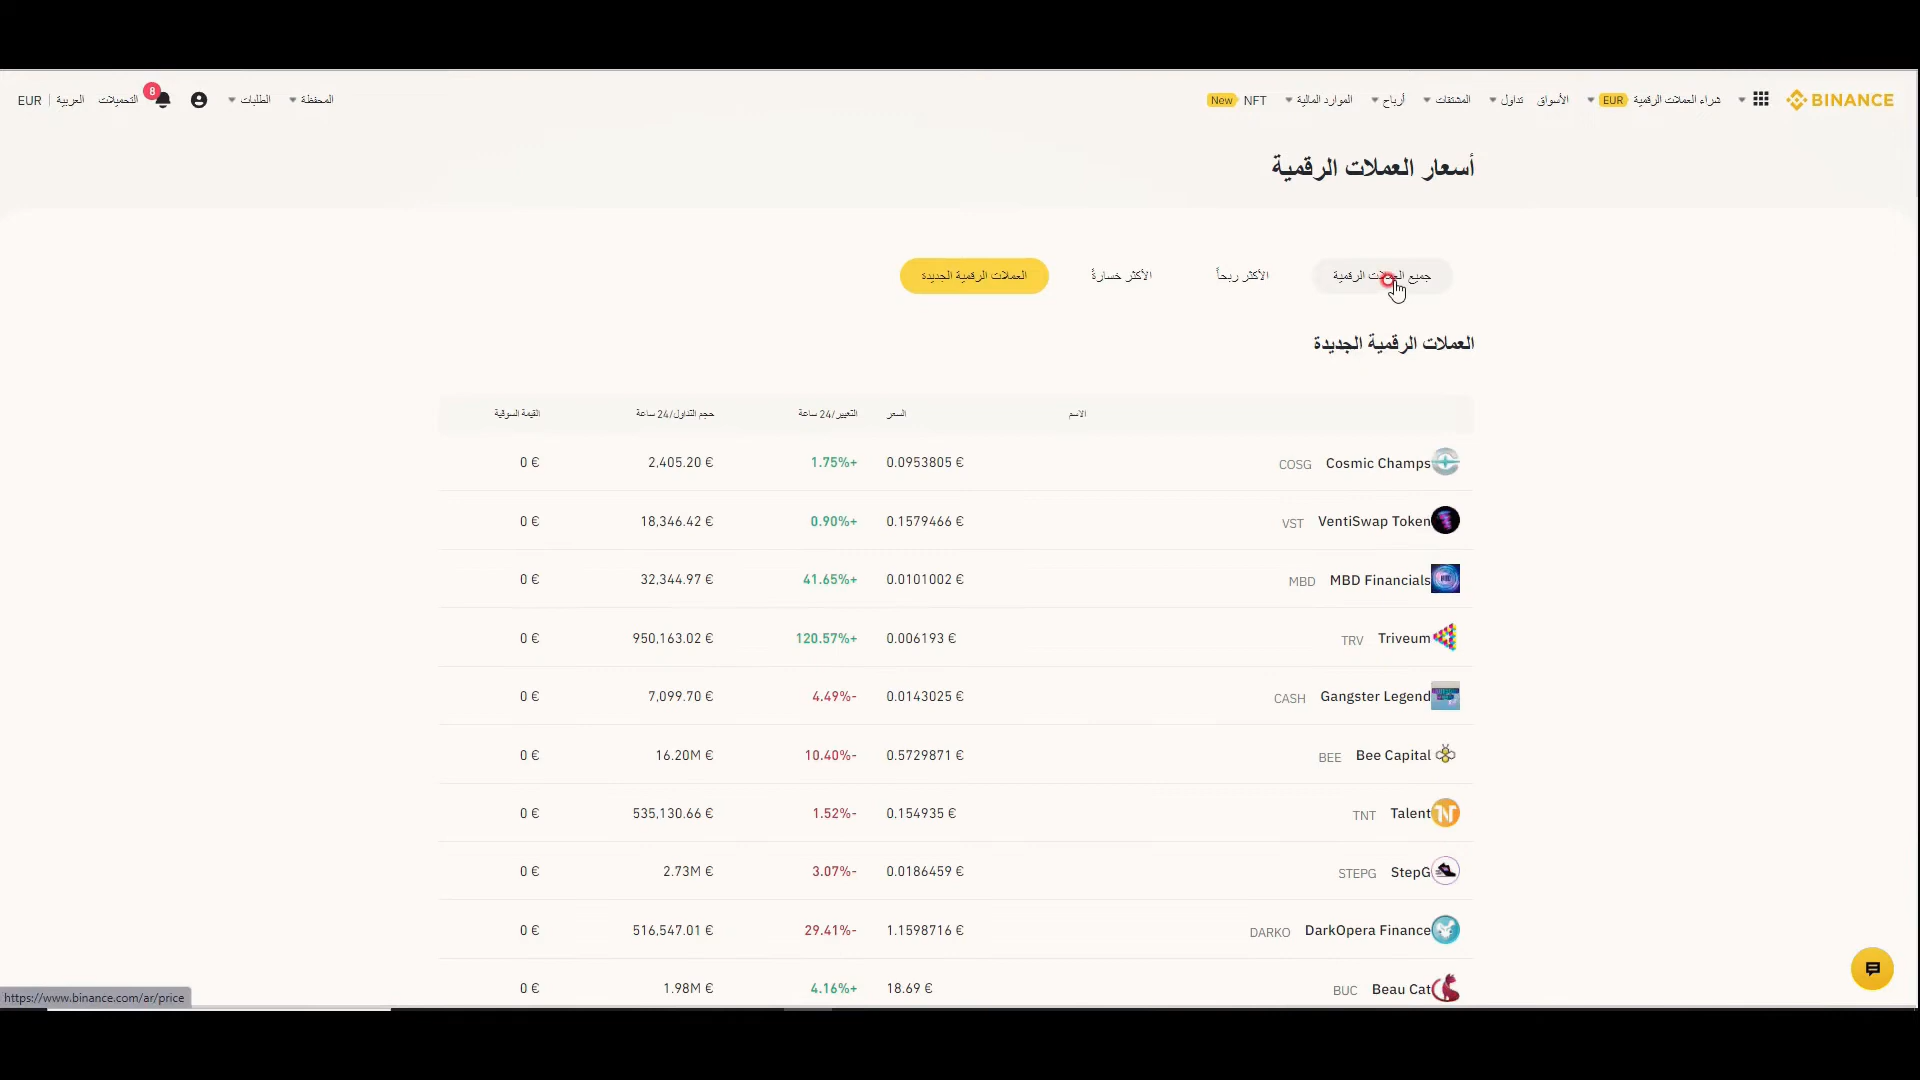 BINANCE شراء العملات الرقمية EUR الأسواق تداول المشتقات أرباح الموارد المالية NFT New المحفظة الطلبات 8 التحميلات العربية | EUR
أسعار العملات الرقمية
جميع العملات الرقمية الأكثر ربحاً الأكثر خسارةً العملات الرقمية الجديدة
العملات الرقمية الجديدة
الاسم السعر التغيير/24 ساعة حجم التداول/24 ساعة القيمة السوقية
Cosmic Champs COSG 0.0953805 € 1.75%+ 2,405.20 € 0 €
VentiSwap Token VST 0.1579466 € 0.90%+ 18,346.42 € 0 €
MBD Financials MBD 0.0101002 € 41.65%+ 32,344.97 € 0 €
Triveum TRV 0.006193 € 120.57%+ 950,163.02 € 0 €
Gangster Legend CASH 0.0143025 € 4.49%- 7,099.70 € 0 €
Bee Capital BEE 0.5729871 € 10.40%- 16.20M € 0 €
Talent TNT 0.154935 € 1.52%- 535,130.66 € 0 €
StepG STEPG 0.0186459 € 3.07%- 2.73M € 0 €
DarkOpera Finance DARKO 1.1598716 € 29.41%- 516,547.01 € 0 €
Beau Cat BUC 18.69 € 4.16%+ 1.98M € 0 €
https://www.binance.com/ar/price